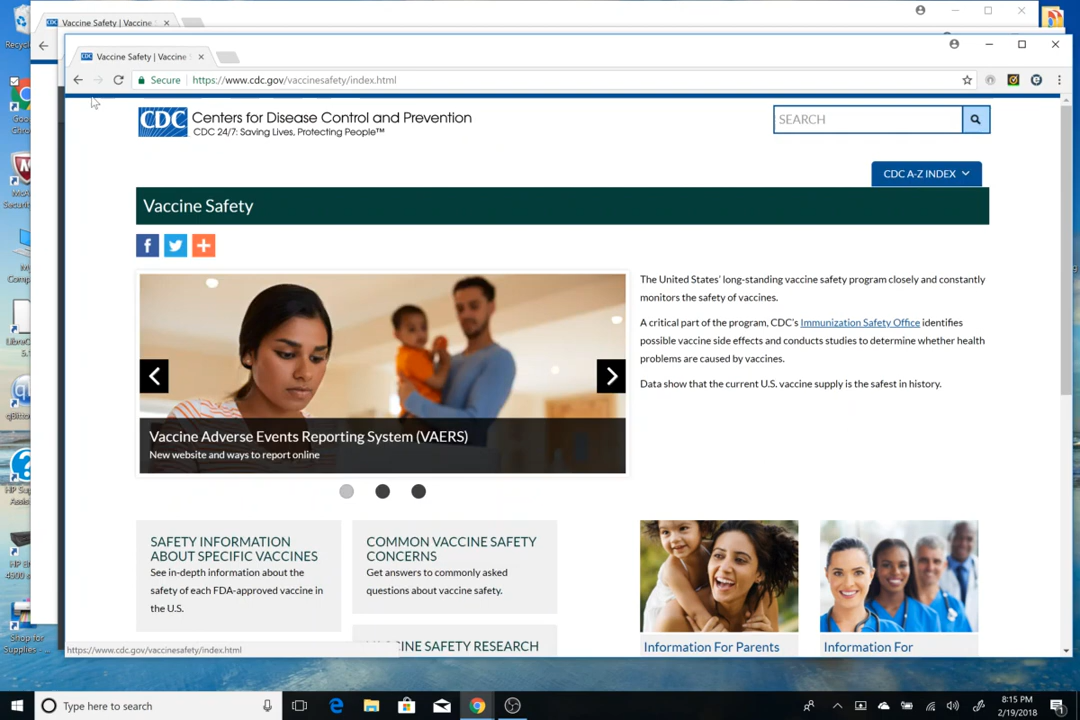 Vaccine Safety | Vaccine
Vaccine Safety | Vaccine
Secure
https://www.cdc.gov/vaccinesafety/index.html
CDC
Centers for Disease Control and Prevention
CDC 24/7: Saving Lives, Protecting People™
SEARCH
CDC A-Z INDEX
Vaccine Safety
The United States' long-standing vaccine safety program closely and constantly
monitors the safety of vaccines.
A critical part of the program, CDC's Immunization Safety Office identifies
possible vaccine side effects and conducts studies to determine whether health
problems are caused by vaccines.
Data show that the current U.S. vaccine supply is the safest in history.
Vaccine Adverse Events Reporting System (VAERS)
New website and ways to report online
SAFETY INFORMATION
ABOUT SPECIFIC VACCINES
See in-depth information about the
safety of each FDA-approved vaccine in
the U.S.
COMMON VACCINE SAFETY
CONCERNS
Get answers to commonly asked
questions about vaccine safety.
SAFETY RESEARCH
Information For Parents
Information For
https://www.cdc.gov/vaccinesafety/index.html
Shop for
Supplies
Type here to search
8:15 PM
2/19/2018